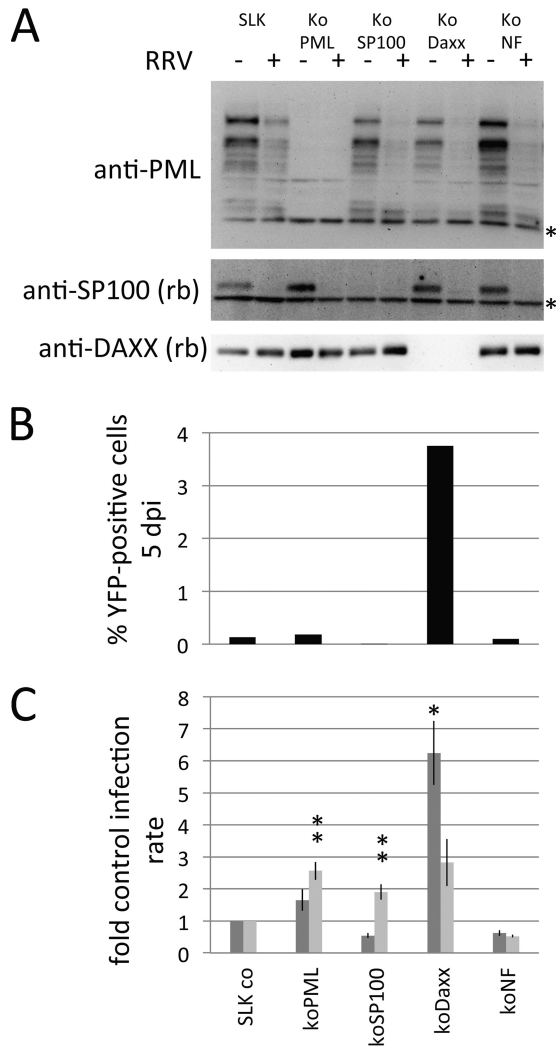 A
SLK Ko Ko Ko Ko
PML SP100 Daxx NF
RRV - + - + - + - + - +
anti-PML
*
anti-SP100 (rb)
*
anti-DAXX (rb)
B
% YFP-positive cells
5 dpi
4
3
2
1
0
C
fold control infection
rate
8
7
6
5
4
3
2
1
0
* *
* *
*
SLK co
koPML
koSP100
koDaxx
koNF